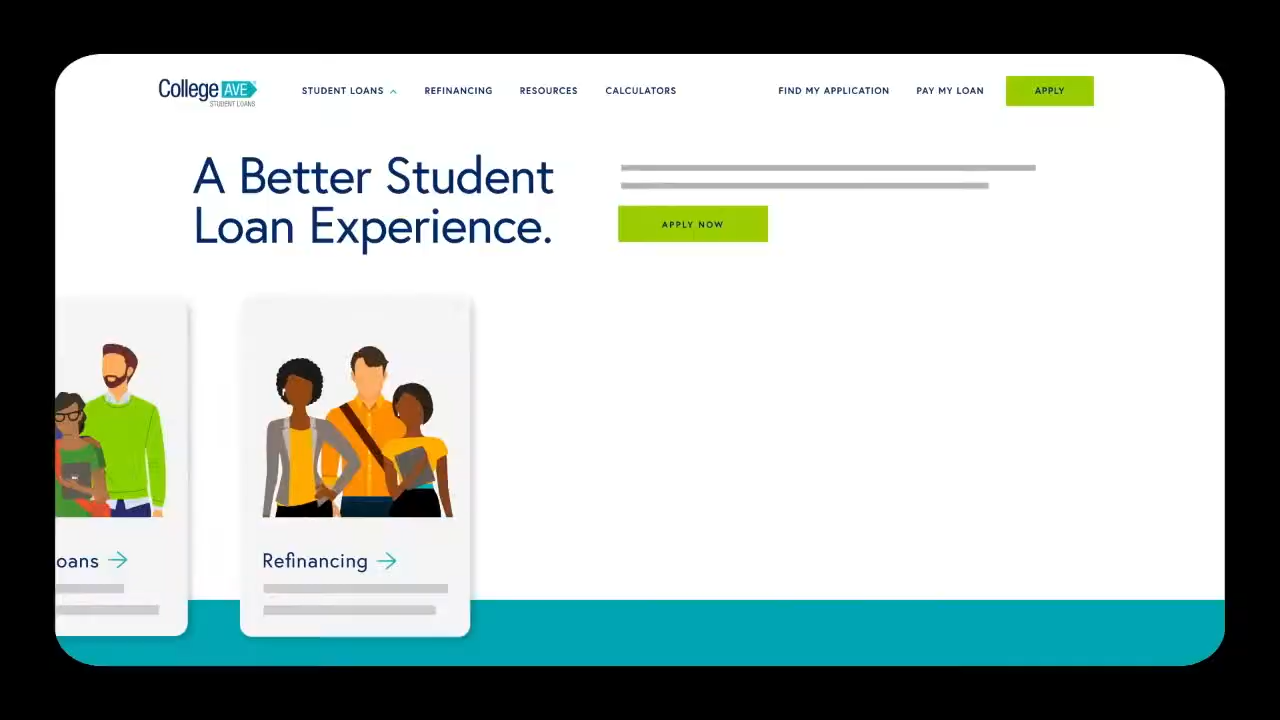 College AVE
STUDENT LOANS
STUDENT LOANS
REFINANCING
RESOURCES
CALCULATORS
FIND MY APPLICATION
PAY MY LOAN
APPLY
A Better Student
Loan Experience.
APPLY NOW
oans
Refinancing